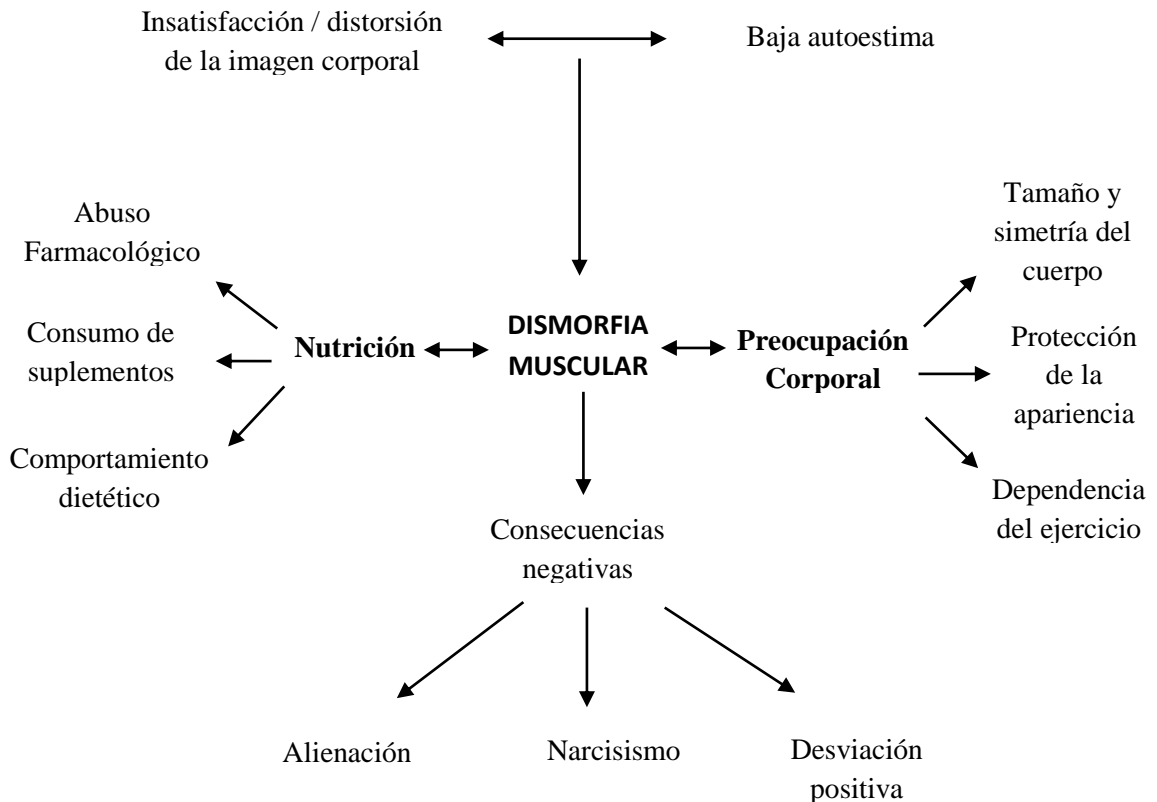 Insatisfacción / distorsión
de la imagen corporal
Baja autoestima
Abuso
Farmacológico
Consumo de
suplementos
Comportamiento
dietético
Nutrición
DISMORFIA
MUSCULAR
Preocupación
Corporal
Tamaño y
simetría del
cuerpo
Protección
de la
apariencia
Dependencia
del ejercicio
Consecuencias
negativas
Alienación
Narcisismo
Desviación
positiva